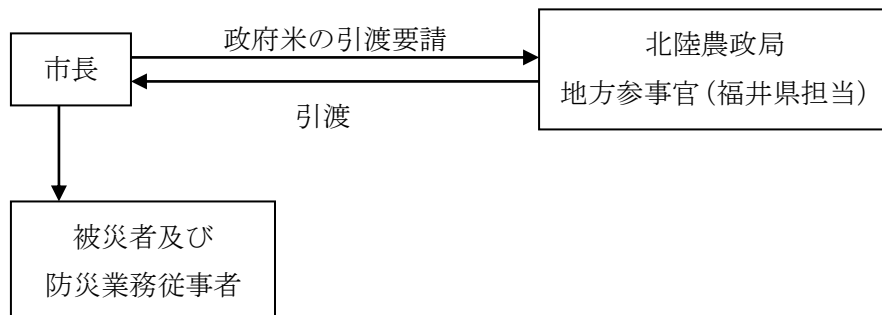 市長
政府米の引渡要請
引渡
北陸農政局
地方参事官(福井県担当)
被災者及び
防災業務従事者